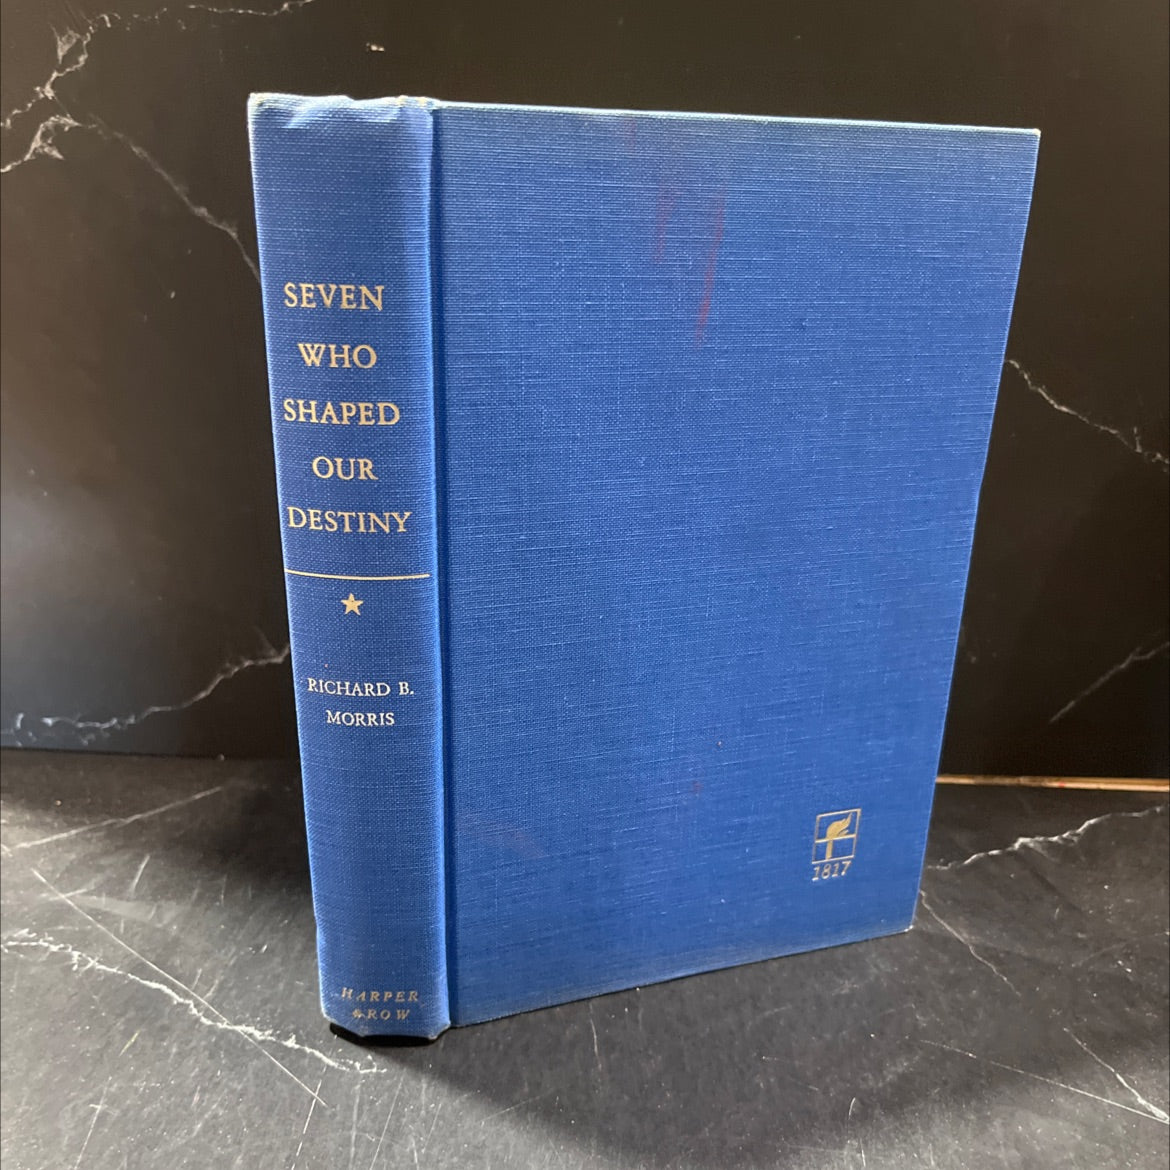 SEVEN
WHO
SHAPED
OUR
DESTINY
RICHARD B.
MORRIS
HARPER
& ROW
1817